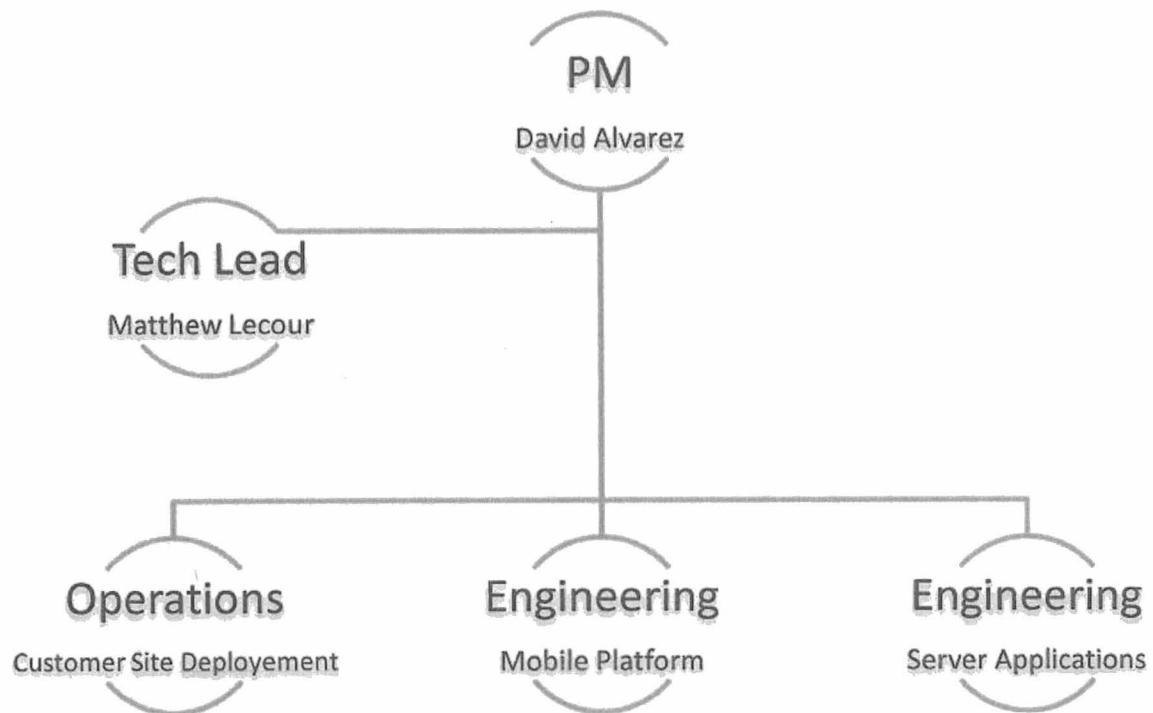 PM
David Alvarez
Tech Lead
Matthew Lecour
Operations
Customer Site Deployement
Engineering
Mobile Platform
Engineering
Server Applications